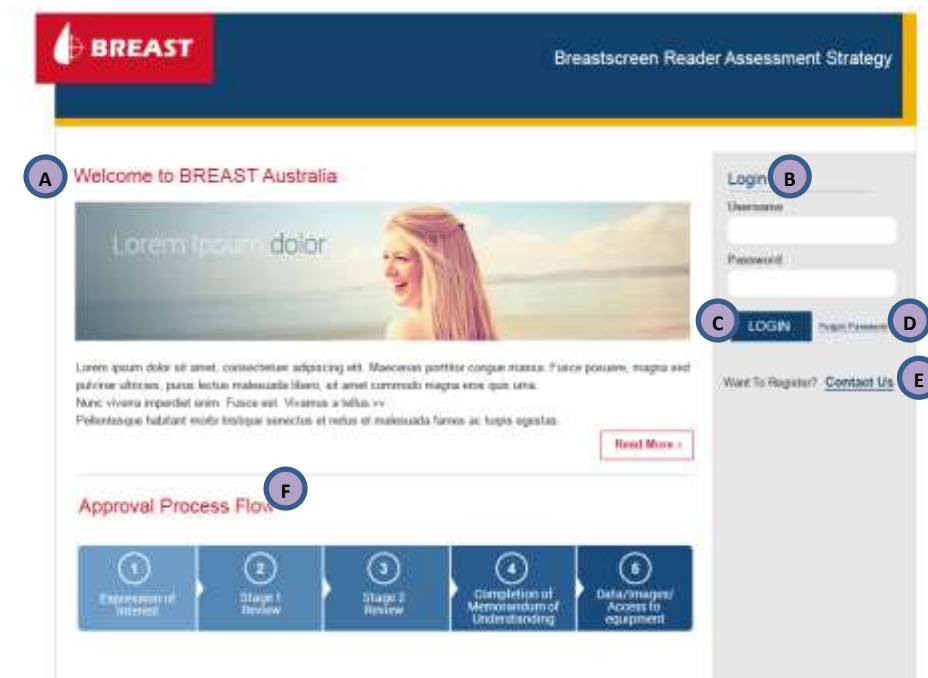 BREAST
Breastscreen Reader Assessment Strategy
A
Welcome to BREAST Australia
Lorem Ipsum dolor
Lorem ipsum dolor sit amet, consectetuer adipiscing elit. Maecenas porttitor congue massa. Fusce posuere, magna sed
pulvinar ultricies, purus lectus malesuada libero, sit amet commodo magna eros quis urna.
Nunc viverra imperdiet enim. Fusce est. Vivamus a tellus.>>
Pellentesque habitant morbi tristique senectus et netus et malesuada fames ac turpis egestas.
Read More ›
Login
B
Username
Password
C
LOGIN
Forgot Password
D
Want To Register? Contact Us
E
Approval Process Flow
F
1
Expression of
Interest
2
Stage 1
Review
3
Stage 2
Review
4
Completion of
Memorandum of
Understanding
5
Data/Images/
Access to
equipment